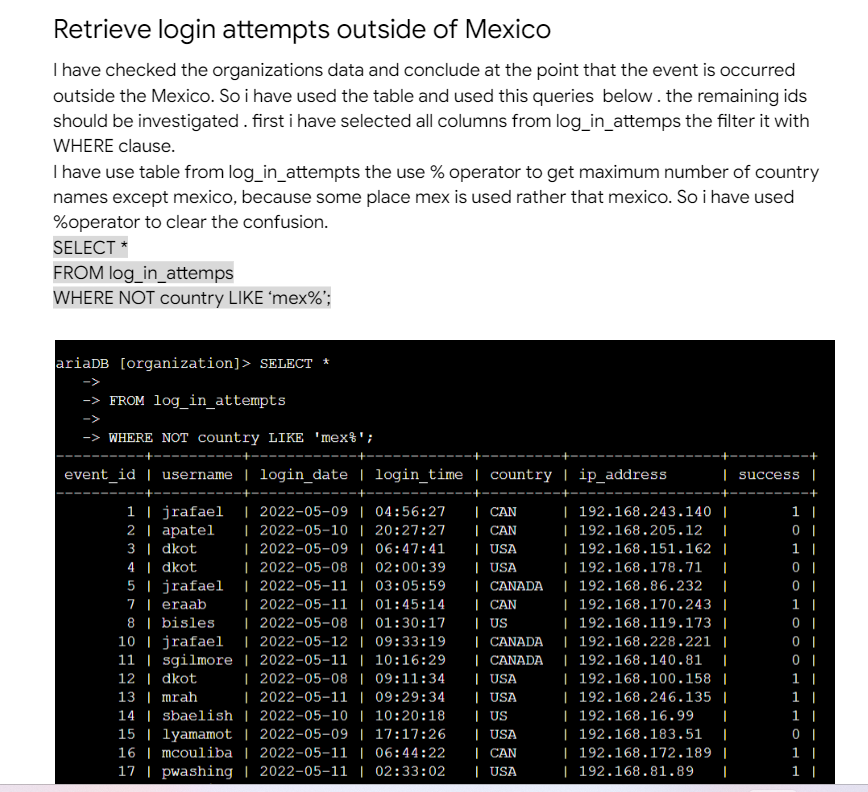 Retrieve login attempts outside of Mexico
I have checked the organizations data and conclude at the point that the event is occurred
outside the Mexico. So i have used the table and used this queries  below . the remaining ids
should be investigated . first i have selected all columns from log_in_attemps the filter it with
WHERE clause.
I have use table from log_in_attempts the use % operator to get maximum number of country
names except mexico, because some place mex is used rather that mexico. So i have used
%operator to clear the confusion.
SELECT *
FROM log_in_attemps
WHERE NOT country LIKE ‘mex%’;
ariaDB [organization]> SELECT *
->
-> FROM log_in_attempts
->
-> WHERE NOT country LIKE 'mex%';
event_id | username | login_date | login_time | country | ip_address | success |
1 | jrafael | 2022-05-09 | 04:56:27 | CAN | 192.168.243.140 | 1 |
2 | apatel | 2022-05-10 | 20:27:27 | CAN | 192.168.205.12 | 0 |
3 | dkot | 2022-05-09 | 06:47:41 | USA | 192.168.151.162 | 1 |
4 | dkot | 2022-05-08 | 02:00:39 | USA | 192.168.178.71 | 0 |
5 | jrafael | 2022-05-11 | 03:05:59 | CANADA | 192.168.86.232 | 0 |
7 | eraab | 2022-05-11 | 01:45:14 | CAN | 192.168.170.243 | 1 |
8 | bisles | 2022-05-08 | 01:30:17 | US | 192.168.119.173 | 0 |
10 | jrafael | 2022-05-12 | 09:33:19 | CANADA | 192.168.228.221 | 0 |
11 | sgilmore | 2022-05-11 | 10:16:29 | CANADA | 192.168.140.81 | 0 |
12 | dkot | 2022-05-08 | 09:11:34 | USA | 192.168.100.158 | 1 |
13 | mrah | 2022-05-11 | 09:29:34 | USA | 192.168.246.135 | 1 |
14 | sbaelish | 2022-05-10 | 10:20:18 | US | 192.168.16.99 | 1 |
15 | lyamamot | 2022-05-09 | 17:17:26 | USA | 192.168.183.51 | 0 |
16 | mcouliba | 2022-05-11 | 06:44:22 | CAN | 192.168.172.189 | 1 |
17 | pwashing | 2022-05-11 | 02:33:02 | USA | 192.168.81.89 | 1 |